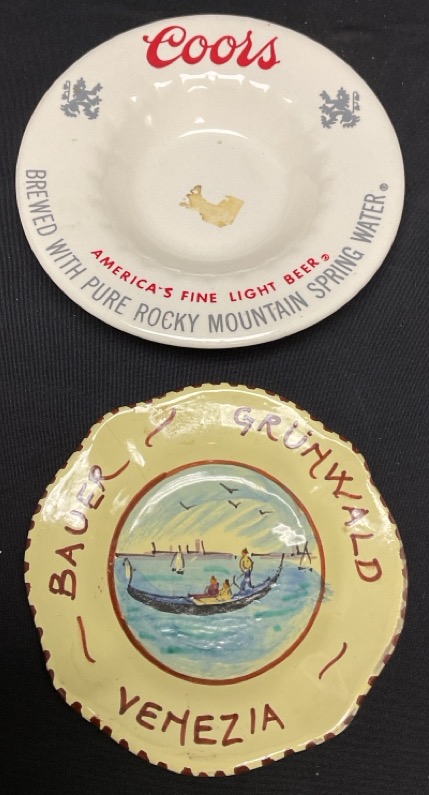 Coors
AMERICA'S FINE LIGHT BEER®
BREWED WITH PURE ROCKY MOUNTAIN SPRING WATER®
BAUER
GRÜNWALD
VENEZIA